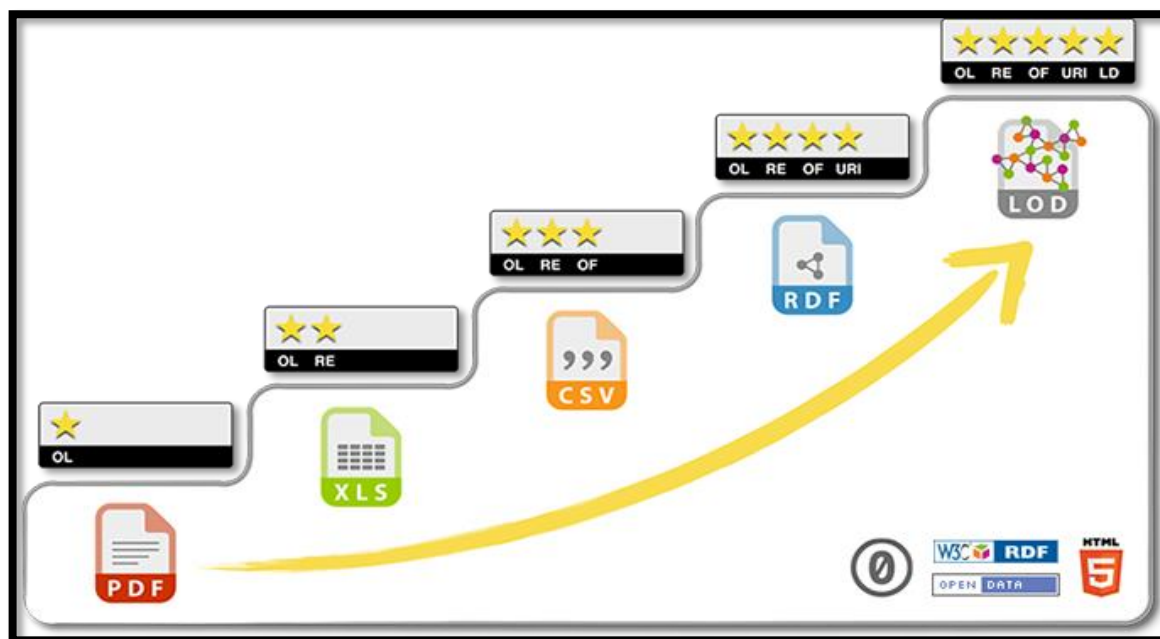 OL RE OF URI LD
LOD
OL RE OF URI
RDF
OL RE OF
CSV
OL RE
XLS
OL
PDF
W3C RDF
OPEN DATA
HTML
5
0